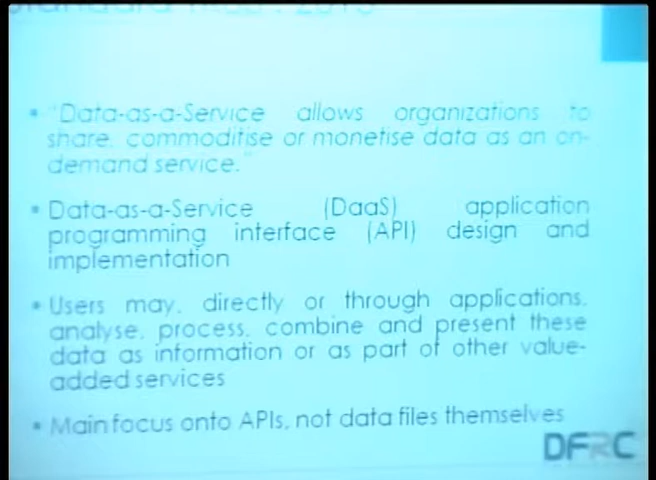 • "Data-as-a-Service allows organizations to
share, commoditise or monetise data as an on-
demand service."
• Data-as-a-Service (DaaS) application
programming interface (API) design and
implementation
• Users may, directly or through applications,
analyse, process, combine and present these
data as information or as part of other value-
added services
• Main focus onto APIs, not data files themselves
DFRC